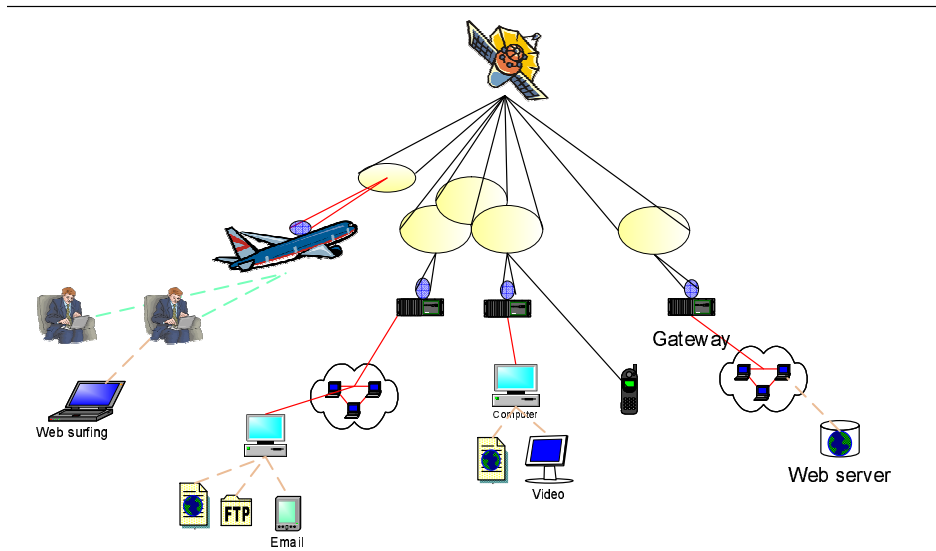 Gateway
Computer
Web surfing
Web server
Video
FTP
Email